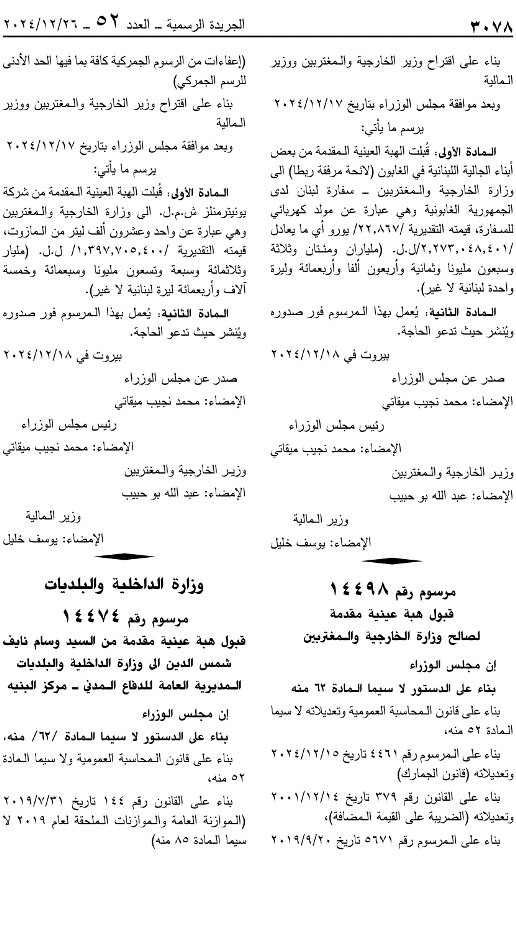 ٣٠٧٨
الجريدة الرسمية ـ العدد ٥٢ ـ ٢٠٢٤/١٢/٢٦
بناء على اقتراح وزير الخارجية والمغتربين ووزير
المالية
وبعد موافقة مجلس الوزراء بتاريخ ٢٠٢٤/١٢/١٧
يرسم ما يأتي:
المادة الأولى: قُبلت الهبة العينية المقدمة من بعض
أبناء الجالية اللبنانية في الغابون (لائحة مرفقة ربطا) الى
وزارة الخارجية والمغتربين ـ سفارة لبنان لدى
الجمهورية الغابونية وهي عبارة عن مولد كهربائي
للسفارة، قيمته التقديرية /٢٢,٨٦٧/ يورو أي ما يعادل
/٢,٢٧٣,٠٤٨,٤٠١/ل.ل. (ملياران ومئتان وثلاثة
وسبعون مليونا وثمانية وأربعون ألفا وأربعمائة وليرة
واحدة لبنانية لا غير).
المادة الثانية: يُعمل بهذا المرسوم فور صدوره
ويُنشر حيث تدعو الحاجة.
بيروت في ٢٠٢٤/١٢/١٨
صدر عن مجلس الوزراء
الإمضاء: محمد نجيب ميقاتي
رئيس مجلس الوزراء
الإمضاء: محمد نجيب ميقاتي
وزير الخارجية والمغتربين
الإمضاء: عبد الله بو حبيب
وزير المالية
الإمضاء: يوسف خليل
مرسوم رقم ١٤٤٩٨
قبول هبة عينية مقدمة
لصالح وزارة الخارجية والمغتربين
إن مجلس الوزراء
بناء على الدستور لا سيما المادة ٦٢ منه
بناء على قانون المحاسبة العمومية وتعديلاته لا سيما
المادة ٥٢ منه،
بناء على المرسوم رقم ٤٤٦١ تاريخ ٢٠٢٤/١٢/١٥
وتعديلاته (قانون الجمارك)
بناء على القانون رقم ٣٧٩ تاريخ ٢٠٠١/١٢/١٤
وتعديلاته (الضريبة على القيمة المضافة)،
بناء على المرسوم رقم ٥٦٧١ تاريخ ٢٠١٩/٩/٢٠
(إعفاءات من الرسوم الجمركية كافة بما فيها الحد الأدنى
للرسم الجمركي)
بناء على اقتراح وزير الخارجية والمغتربين ووزير
المالية
وبعد موافقة مجلس الوزراء بتاريخ ٢٠٢٤/١٢/١٧
يرسم ما يأتي:
المادة الأولى: قُبلت الهبة العينية المقدمة من شركة
يونيترمنلز ش.م.ل. الى وزارة الخارجية والمغتربين
وهي عبارة عن واحد وعشرون ألف ليتر من المازوت،
قيمته التقديرية /١,٣٩٧,٧٠٥,٤٠٠/ ل.ل. (مليار
وثلاثمائة وسبعة وتسعون مليونا وسبعمائة وخمسة
آلاف وأربعمائة ليرة لبنانية لا غير).
المادة الثانية: يُعمل بهذا المرسوم فور صدوره
ويُنشر حيث تدعو الحاجة.
بيروت في ٢٠٢٤/١٢/١٨
صدر عن مجلس الوزراء
الإمضاء: محمد نجيب ميقاتي
رئيس مجلس الوزراء
الإمضاء: محمد نجيب ميقاتي
وزير الخارجية والمغتربين
الإمضاء: عبد الله بو حبيب
وزير المالية
الإمضاء: يوسف خليل
وزارة الداخلية والبلديات
مرسوم رقم ١٤٤٧٤
قبول هبة عينية مقدمة من السيد وسام نايف
شمس الدين الى وزارة الداخلية والبلديات
المديرية العامة للدفاع المدني ـ مركز البنيه
إن مجلس الوزراء
بناء على الدستور لا سيما المادة /٦٢/ منه،
بناء على قانون المحاسبة العمومية ولا سيما المادة
٥٢ منه،
بناء على القانون رقم ١٤٤ تاريخ ٢٠١٩/٧/٣١
(الموازنة العامة والموازنات الملحقة لعام ٢٠١٩ لا
سيما المادة ٨٥ منه)